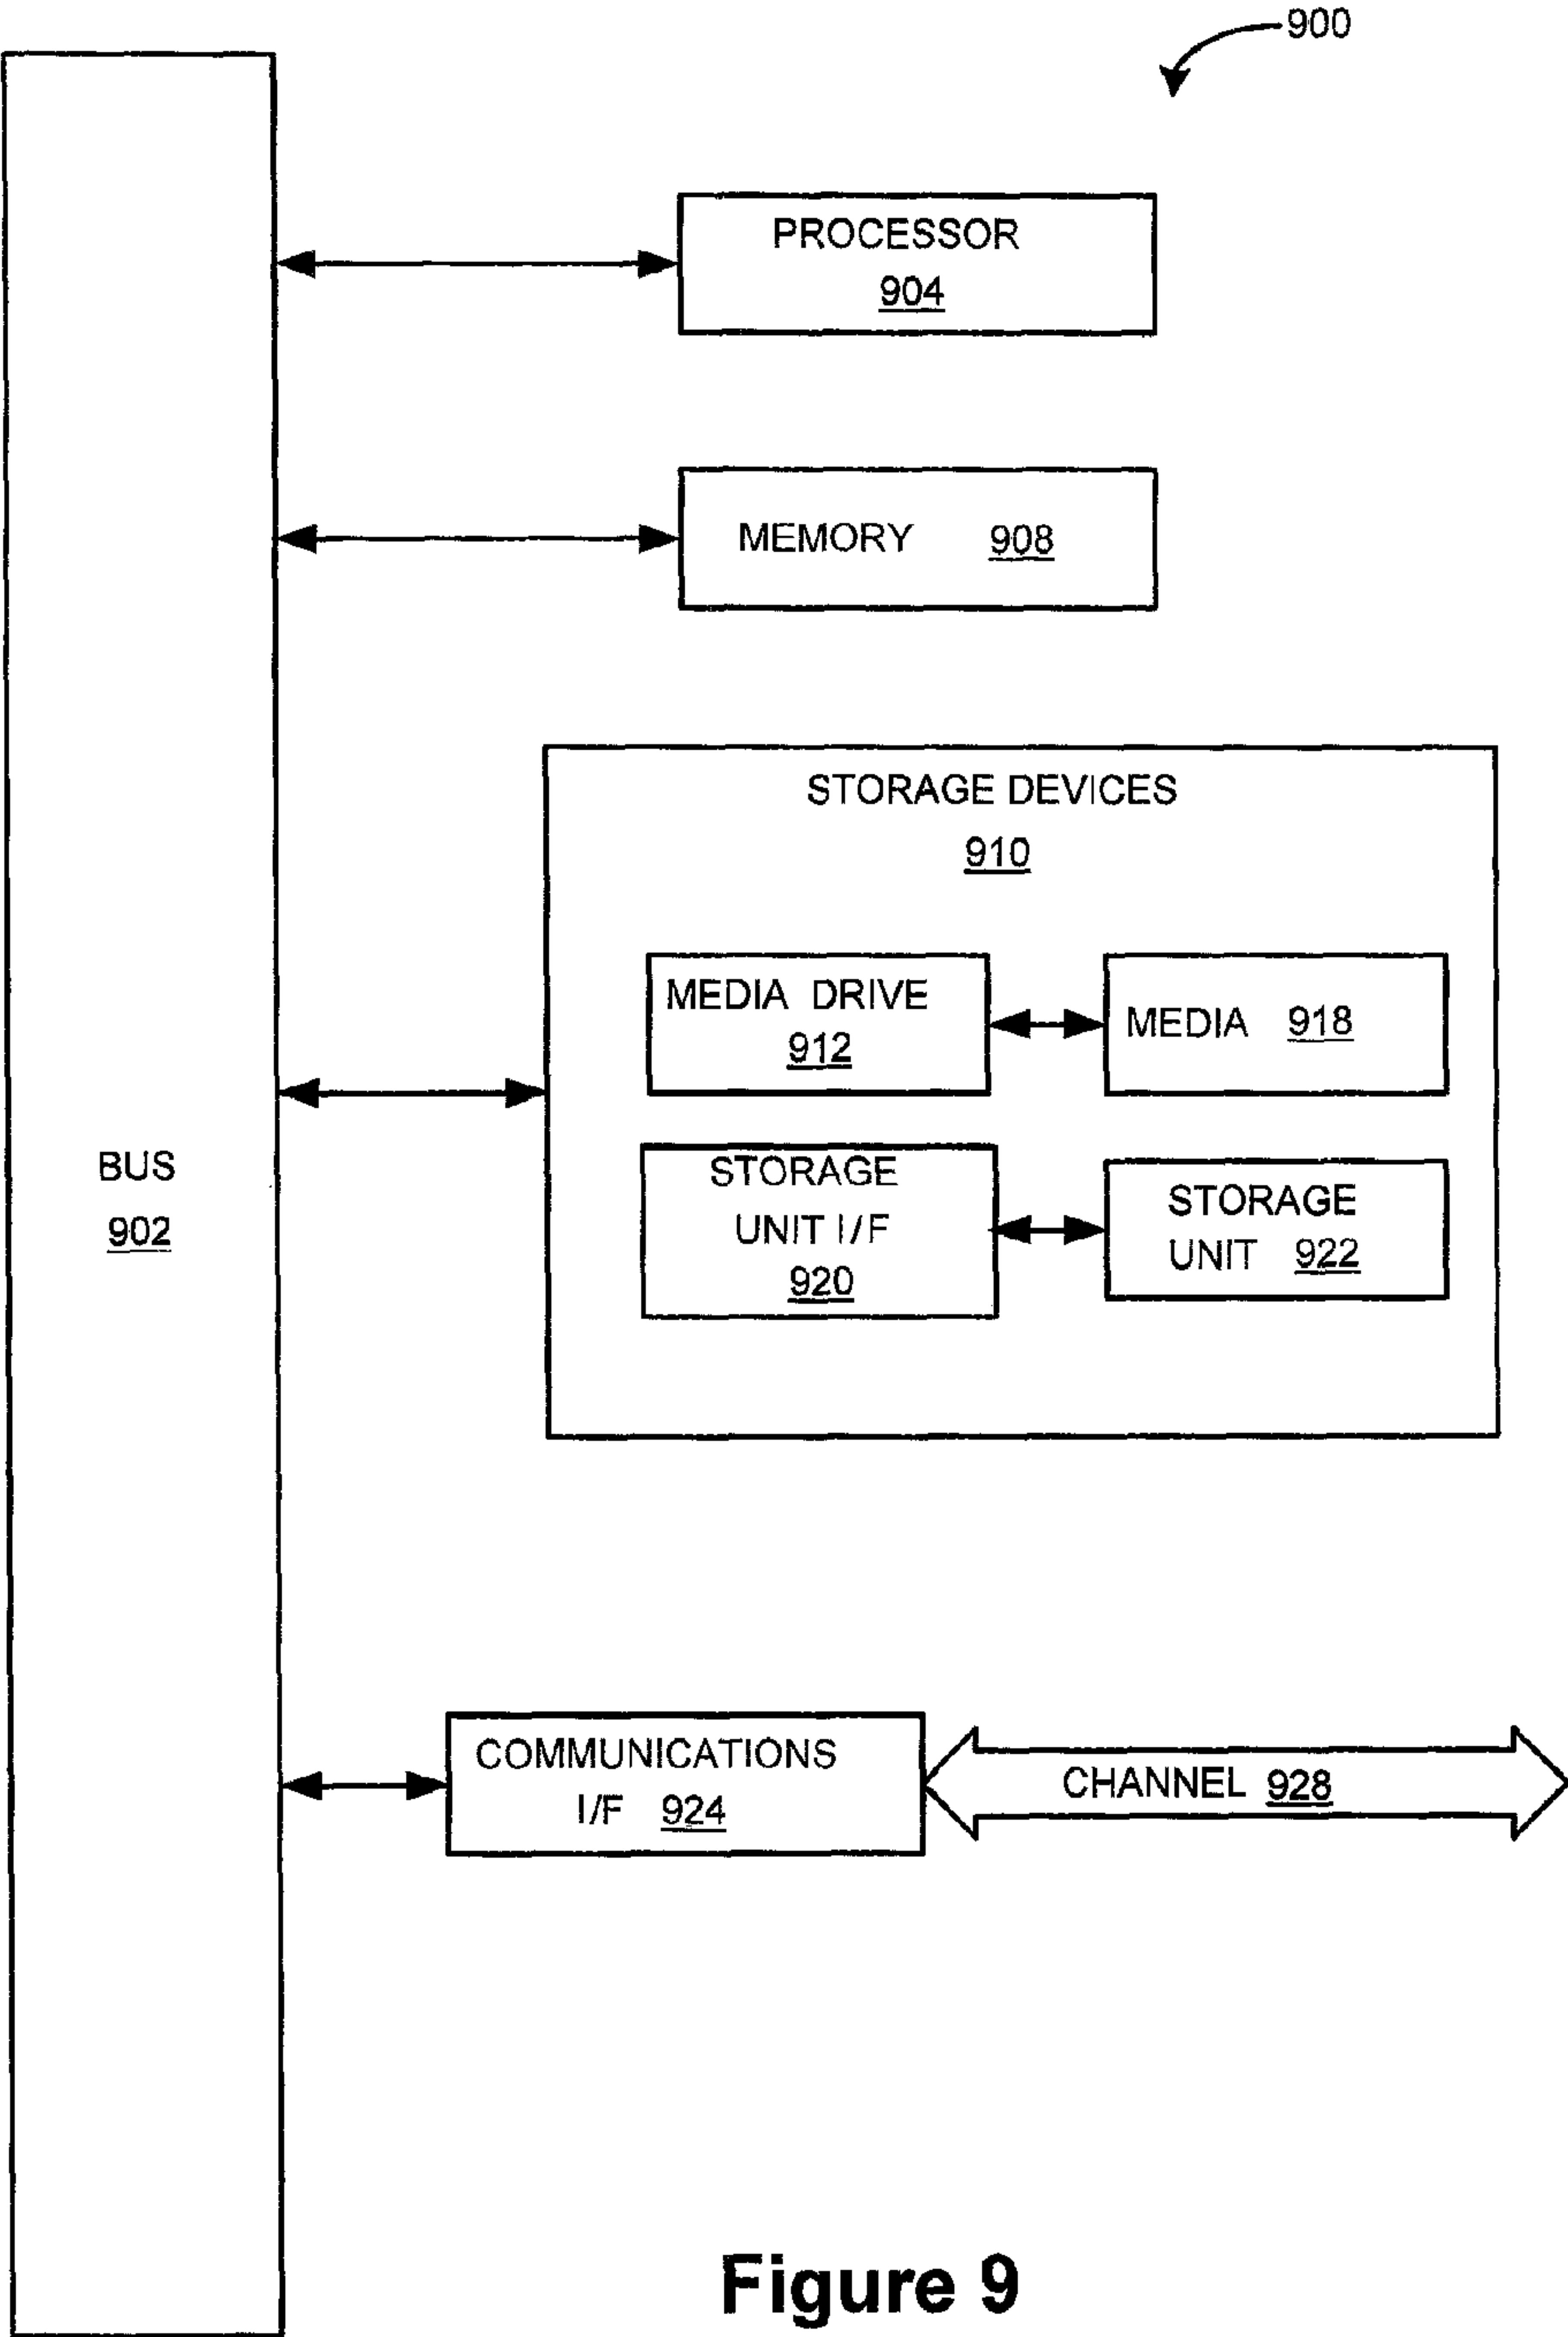 900
PROCESSOR
904
MEMORY 908
STORAGE DEVICES
910
MEDIA DRIVE
912
MEDIA 918
STORAGE
UNIT I/F
920
STORAGE
UNIT 922
BUS
902
COMMUNICATIONS
I/F 924
CHANNEL 928
Figure 9